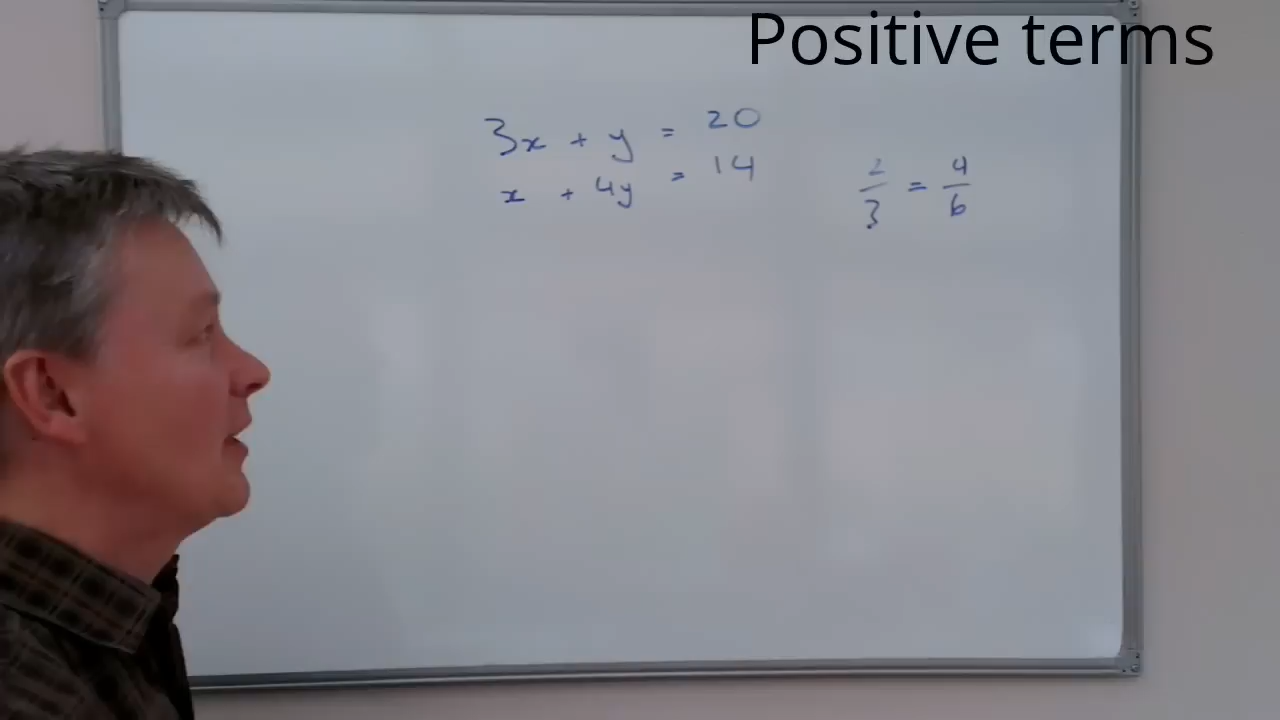 Positive terms
3x + y = 20
x + 4y = 14
2/3 = 4/6